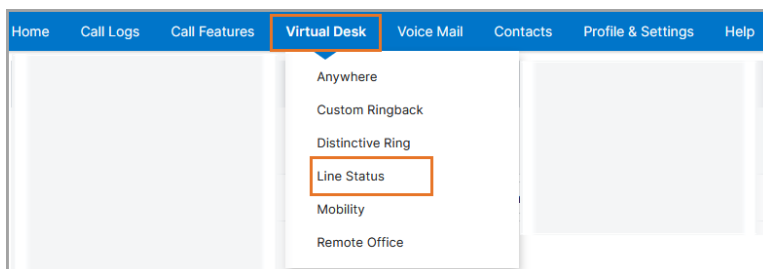 Home Call Logs Call Features Virtual Desk Voice Mail Contacts Profile & Settings Help
Anywhere
Custom Ringback
Distinctive Ring
Line Status
Mobility
Remote Office